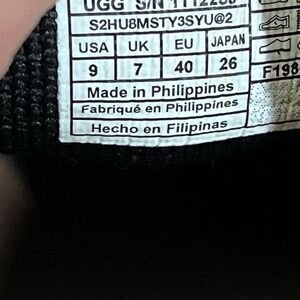 UGG S/N
S2HU8MSTY3SYU@2
USA UK EU JAPAN
9 7 40 26
F198
Made in Philippines
Fabriqué en Philippines
Hecho en Filipinas